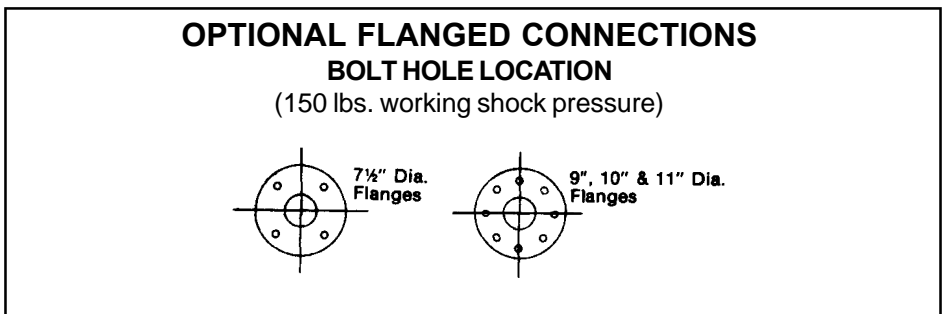 OPTIONAL FLANGED CONNECTIONS
BOLT HOLE LOCATION
(150 lbs. working shock pressure)
7½" Dia.
Flanges
9", 10" & 11" Dia.
Flanges